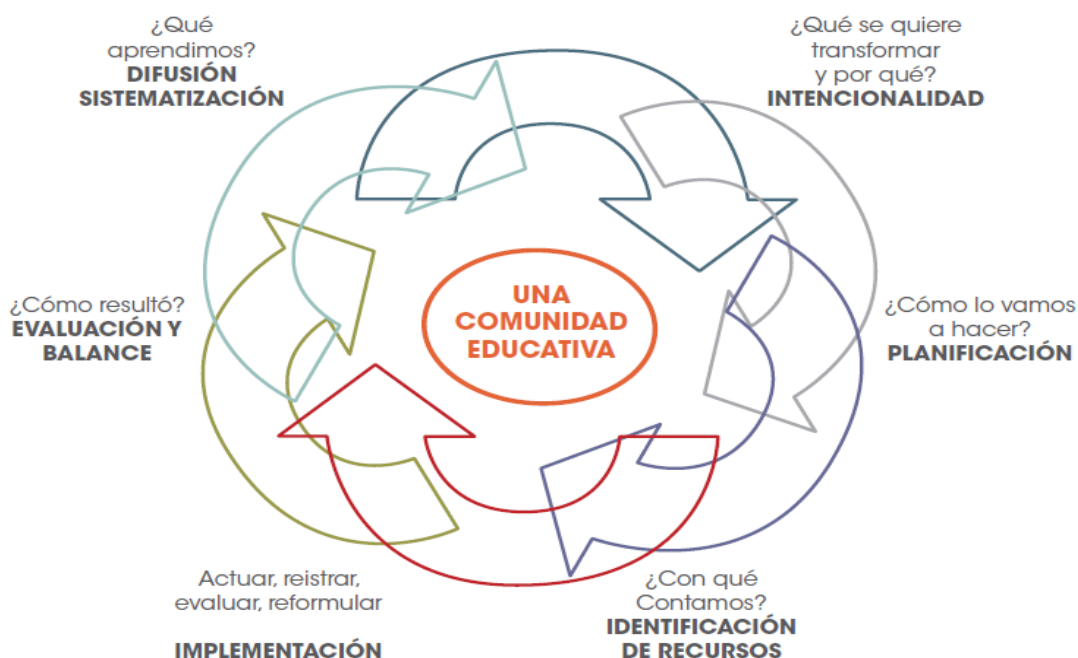 ¿Qué
aprendimos?
DIFUSIÓN
SISTEMATIZACIÓN
¿Qué se quiere
transformar
y por qué?
INTENCIONALIDAD
UNA
COMUNIDAD
EDUCATIVA
¿Cómo resultó?
EVALUACIÓN Y
BALANCE
¿Cómo lo vamos
a hacer?
PLANIFICACIÓN
Actuar, reistrar,
evaluar, reformular
IMPLEMENTACIÓN
¿Con qué
Contamos?
IDENTIFICACIÓN
DE RECURSOS